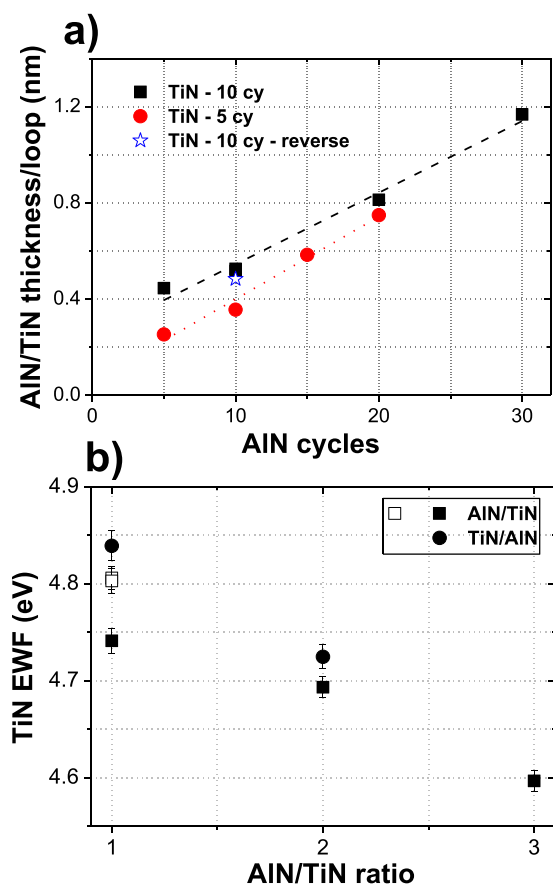 a)
AlN/TiN thickness/loop (nm)
1.2
0.8
0.4
0.0
TiN - 10 cy
TiN - 5 cy
TiN - 10 cy - reverse
0 10 20 30
AlN cycles
b)
TiN EWF (eV)
4.9
4.8
4.7
4.6
AlN/TiN
TiN/AlN
1 2 3
AlN/TiN ratio